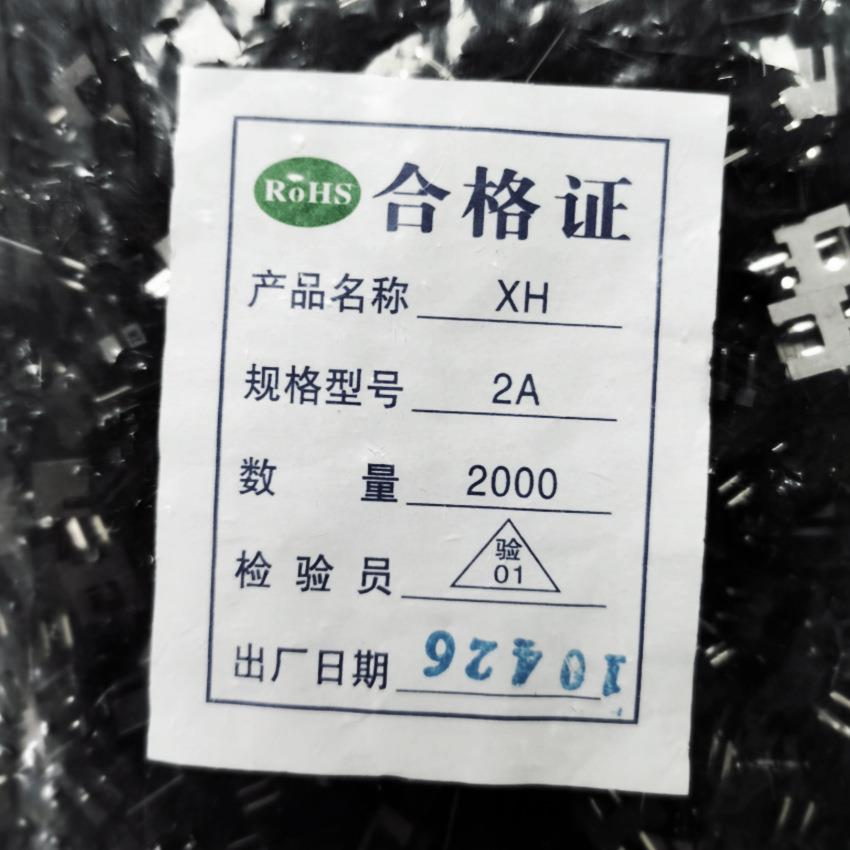 RoHS 合格证
产品名称 XH
规格型号 2A
数量 2000
检验员 验 01
出厂日期 10426